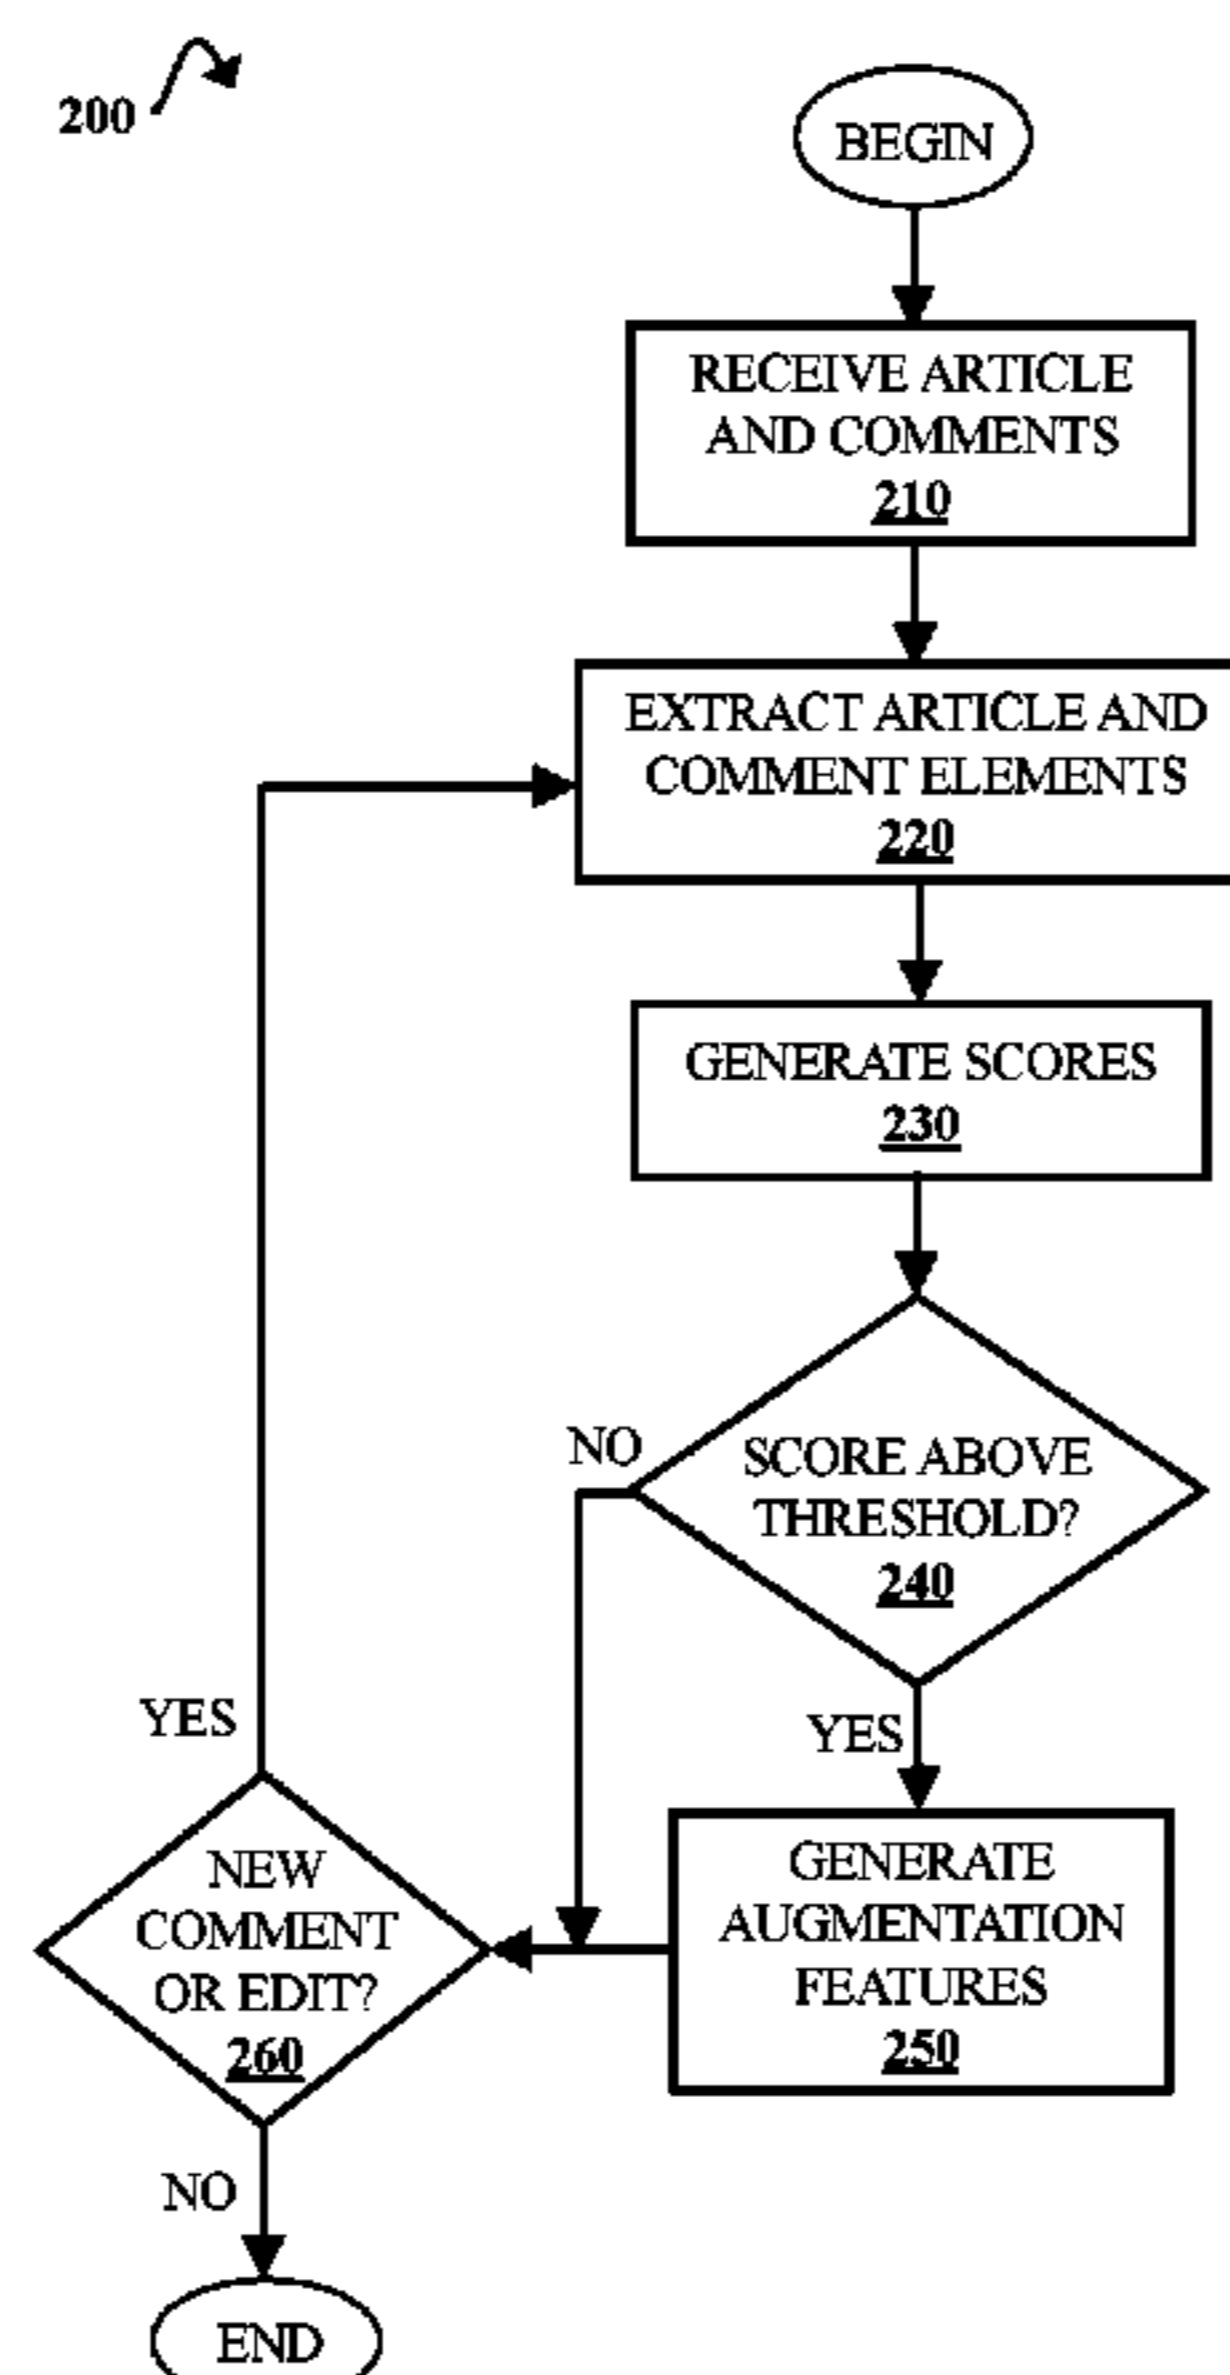 200
BEGIN
RECEIVE ARTICLE
AND COMMENTS
210
EXTRACT ARTICLE AND
COMMENT ELEMENTS
220
GENERATE SCORES
230
NO
SCORE ABOVE
THRESHOLD?
240
YES
YES
GENERATE
AUGMENTATION
FEATURES
250
NEW
COMMENT
OR EDIT?
260
NO
END